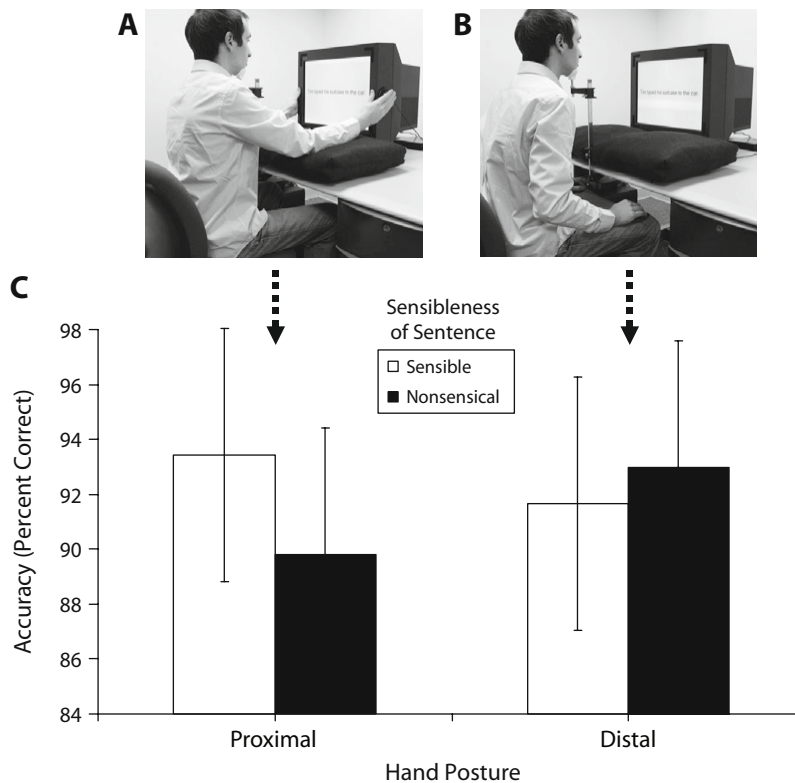 A
B
C
Sensibleness
of Sentence
Sensible
Nonsensical
Accuracy (Percent Correct)
98
96
94
92
90
88
86
84
Proximal
Distal
Hand Posture